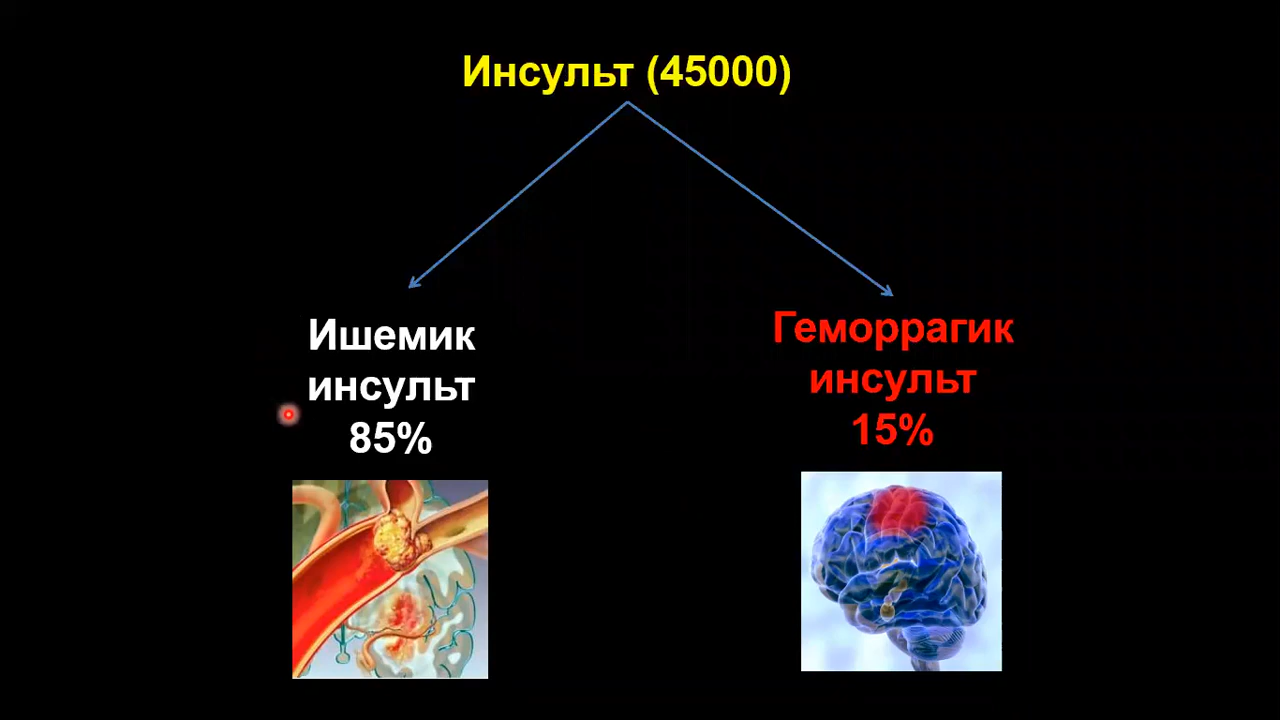 Инсульт (45000)
Ишемик
инсульт
85%
Геморрагик
инсульт
15%